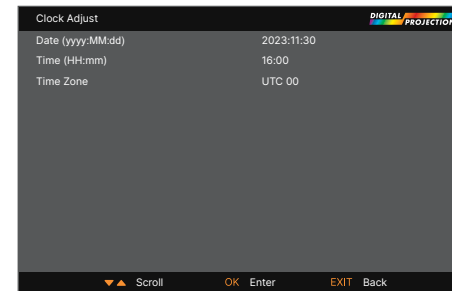 Clock Adjust DIGITAL PROJECTION
Date (yyyy:MM:dd) 2023:11:30
Time (HH:mm) 16:00
Time Zone UTC 00
Scroll OK Enter EXIT Back